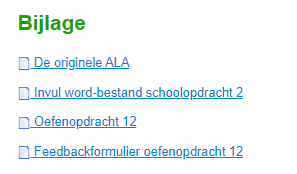 Bijlage
De originele ALA
Invul word-bestand schoolopdracht 2
Oefenopdracht 12
Feedbackformulier oefenopdracht 12